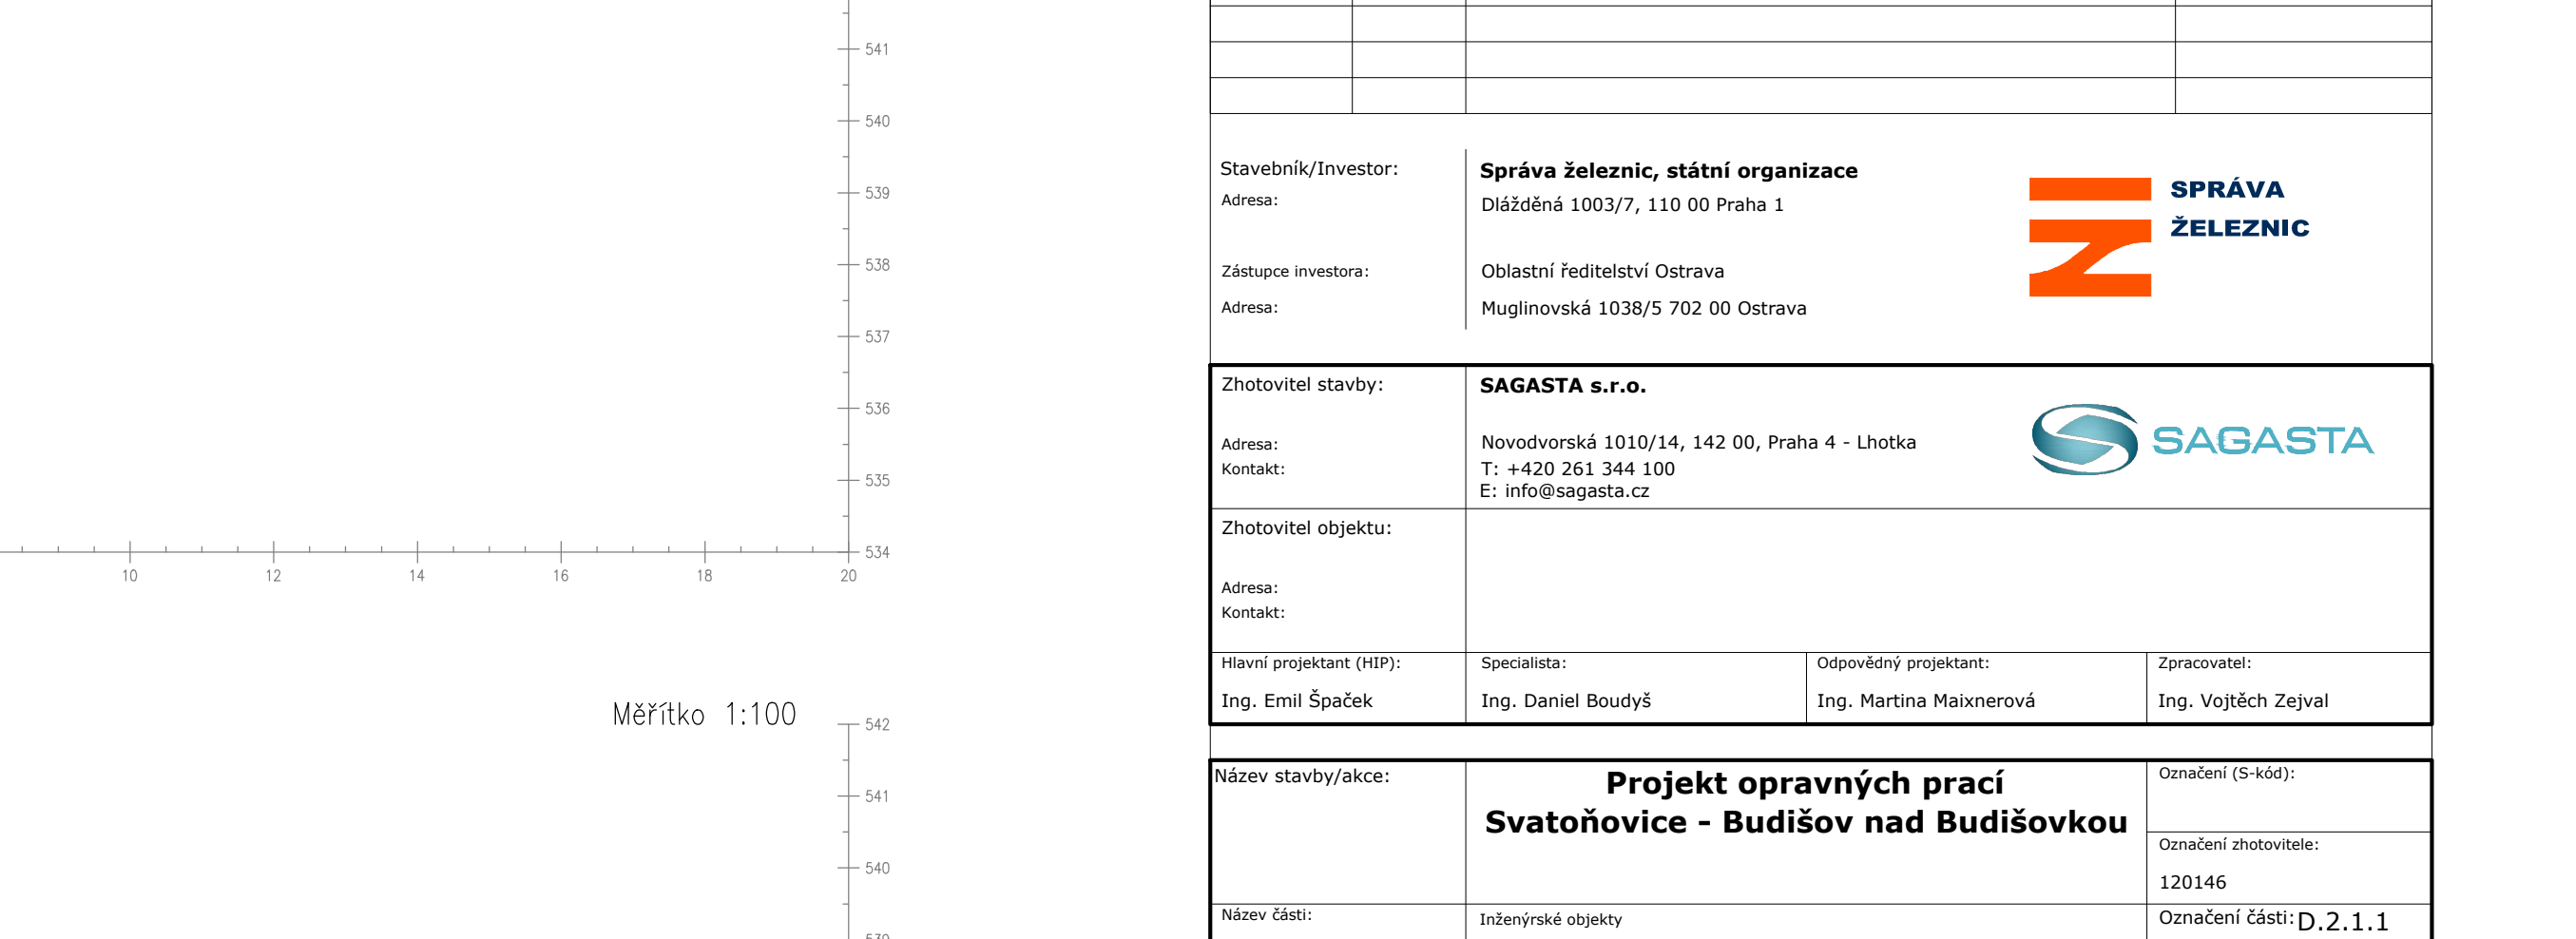 541
540
539
538
537
536
535
534
10 12 14 16 18 20
Měřítko 1:100
542
541
540
Stavebník/Investor: Správa železnic, státní organizace
Adresa: Dlážděná 1003/7, 110 00 Praha 1
SPRÁVA
ŽELEZNIC
Zástupce investora: Oblastní ředitelství Ostrava
Adresa: Muglinovská 1038/5 702 00 Ostrava
Zhotovitel stavby: SAGASTA s.r.o.
SAGASTA
Adresa: Novodvorská 1010/14, 142 00, Praha 4 - Lhotka
Kontakt: T: +420 261 344 100
E: info@sagasta.cz
Zhotovitel objektu:
Adresa:
Kontakt:
Hlavní projektant (HIP): Specialista: Odpovědný projektant: Zpracovatel:
Ing. Emil Špaček Ing. Daniel Boudyš Ing. Martina Maixnerová Ing. Vojtěch Zejval
Název stavby/akce: Projekt opravných prací
Svatoňovice - Budišov nad Budišovkou
Označení (S-kód):
Označení zhotovitele:
120146
Název části: Inženýrské objekty
Označení části: D.2.1.1